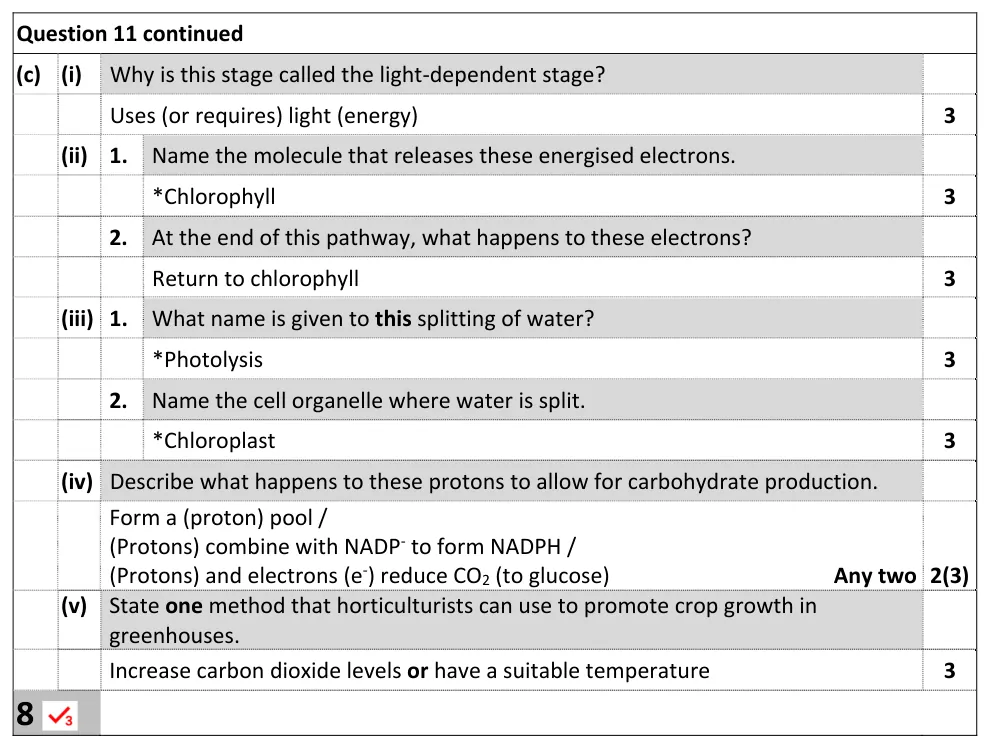 Question 11 continued
(c) (i) Why is this stage called the light-dependent stage?
Uses (or requires) light (energy) 3
(ii) 1. Name the molecule that releases these energised electrons.
*Chlorophyll 3
2. At the end of this pathway, what happens to these electrons?
Return to chlorophyll 3
(iii) 1. What name is given to this splitting of water?
*Photolysis 3
2. Name the cell organelle where water is split.
*Chloroplast 3
(iv) Describe what happens to these protons to allow for carbohydrate production.
Form a (proton) pool /
(Protons) combine with NADP⁻ to form NADPH /
(Protons) and electrons (e⁻) reduce CO₂ (to glucose) Any two 2(3)
(v) State one method that horticulturists can use to promote crop growth in
greenhouses.
Increase carbon dioxide levels or have a suitable temperature 3
8 ✓3